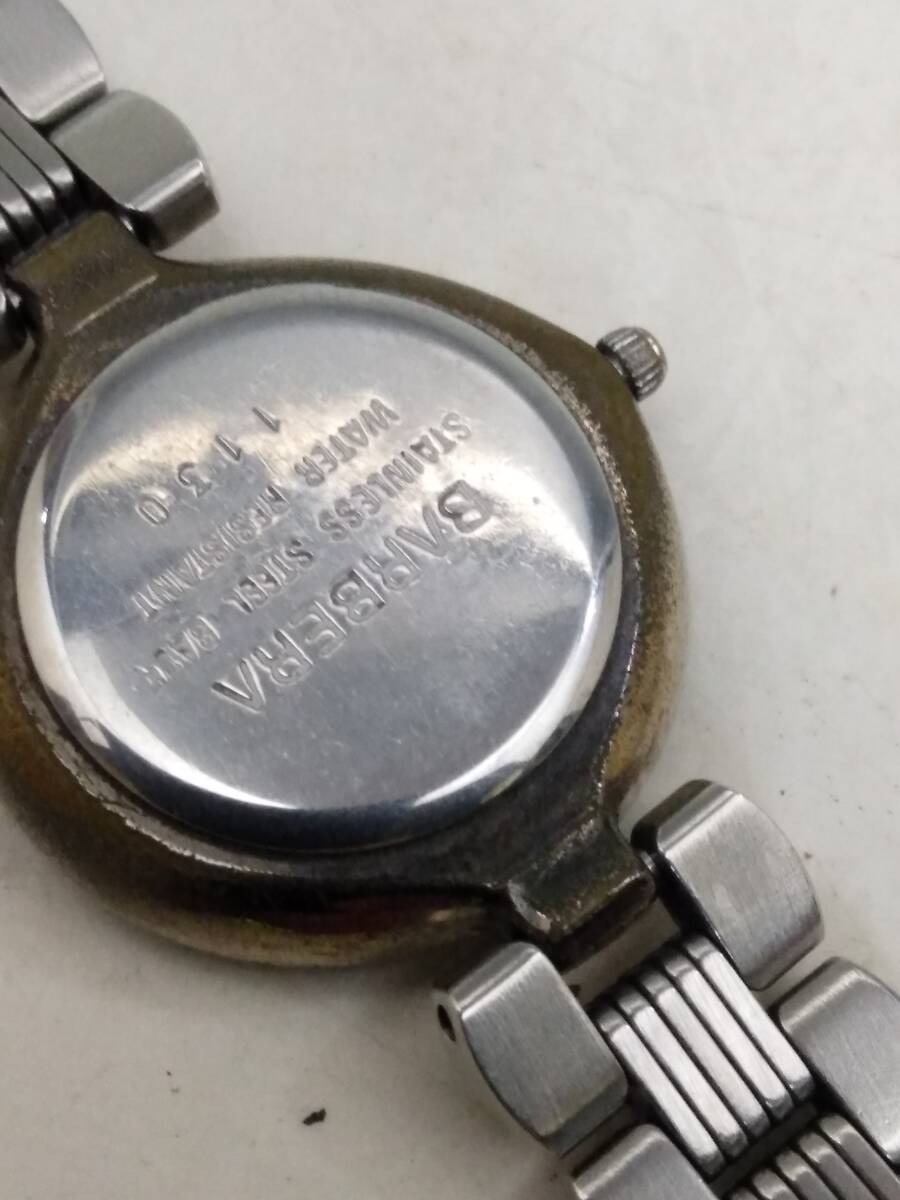 BARBERA
STAINLESS STEEL BACK
WATER RESISTANT
1130